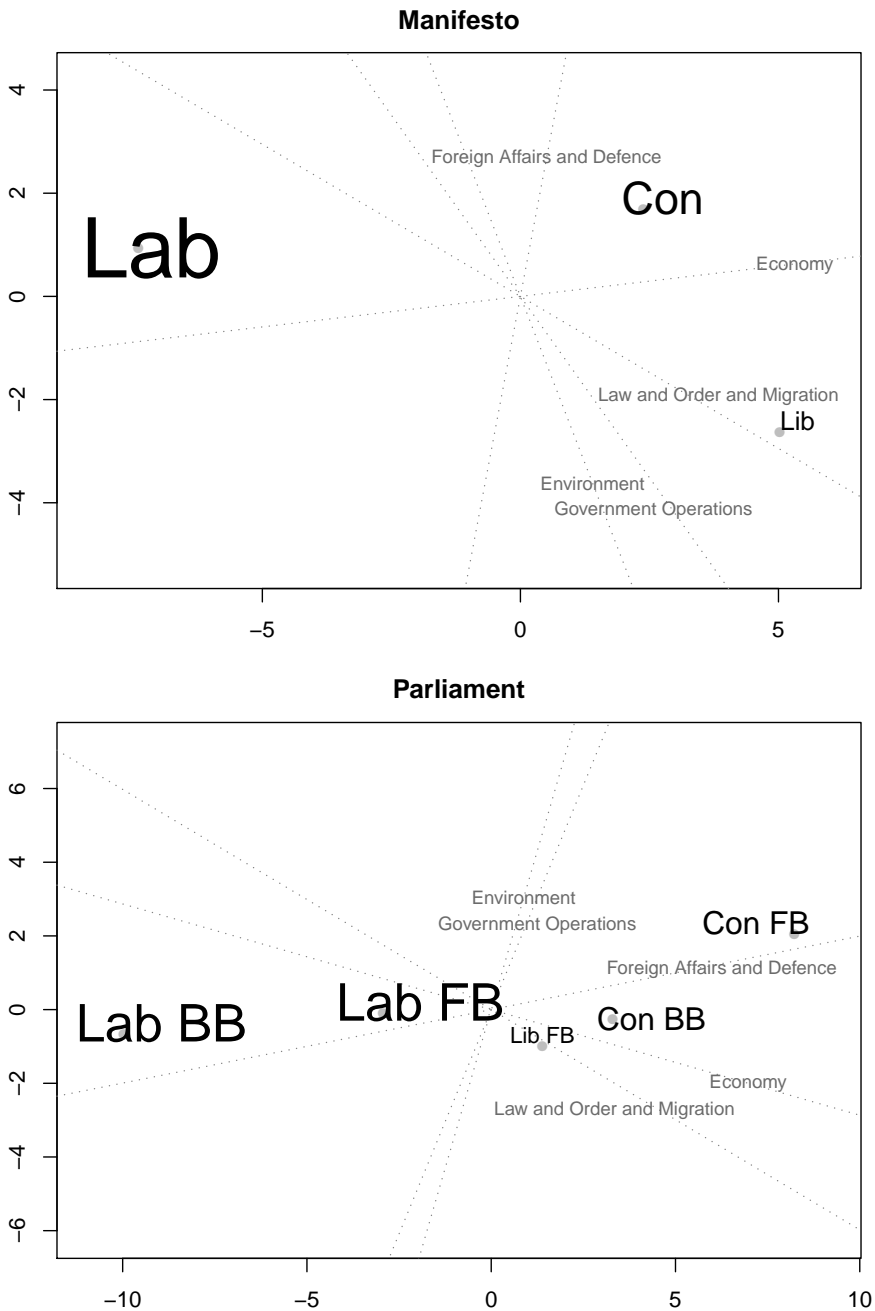 Manifesto
4
2
0
−2
−4
Foreign Affairs and Defence
Con
Lab
Economy
Law and Order and Migration
Lib
Environment
Government Operations
−5
0
5
Parliament
6
4
2
0
−2
−4
−6
Environment
Government Operations
Con FB
Foreign Affairs and Defence
Lab FB
Lab BB
Con BB
Lib FB
Economy
Law and Order and Migration
−10
−5
0
5
10